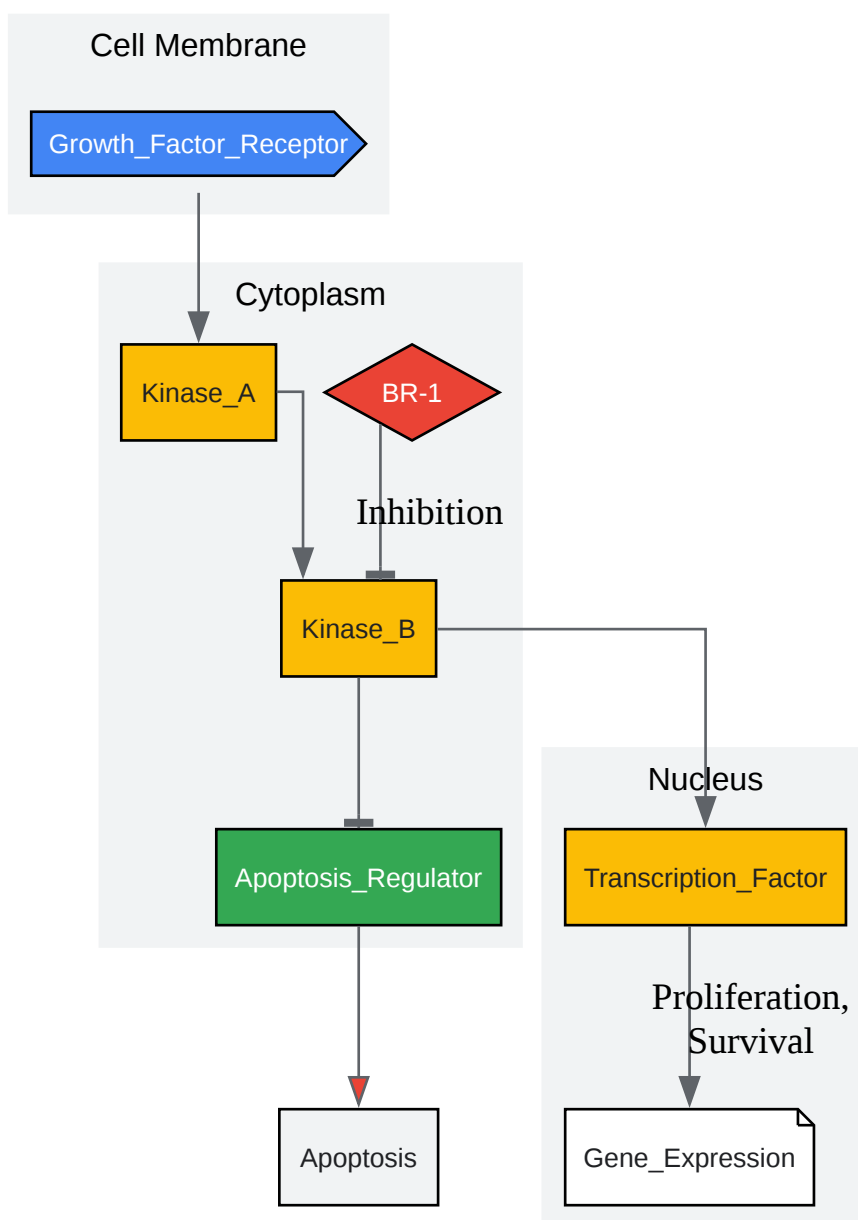 Cell Membrane
Growth_Factor_Receptor
Cytoplasm
Kinase_A
BR-1
Inhibition
Kinase_B
Nucleus
Apoptosis_Regulator
Transcription_Factor
Proliferation,
Survival
Apoptosis
Gene_Expression